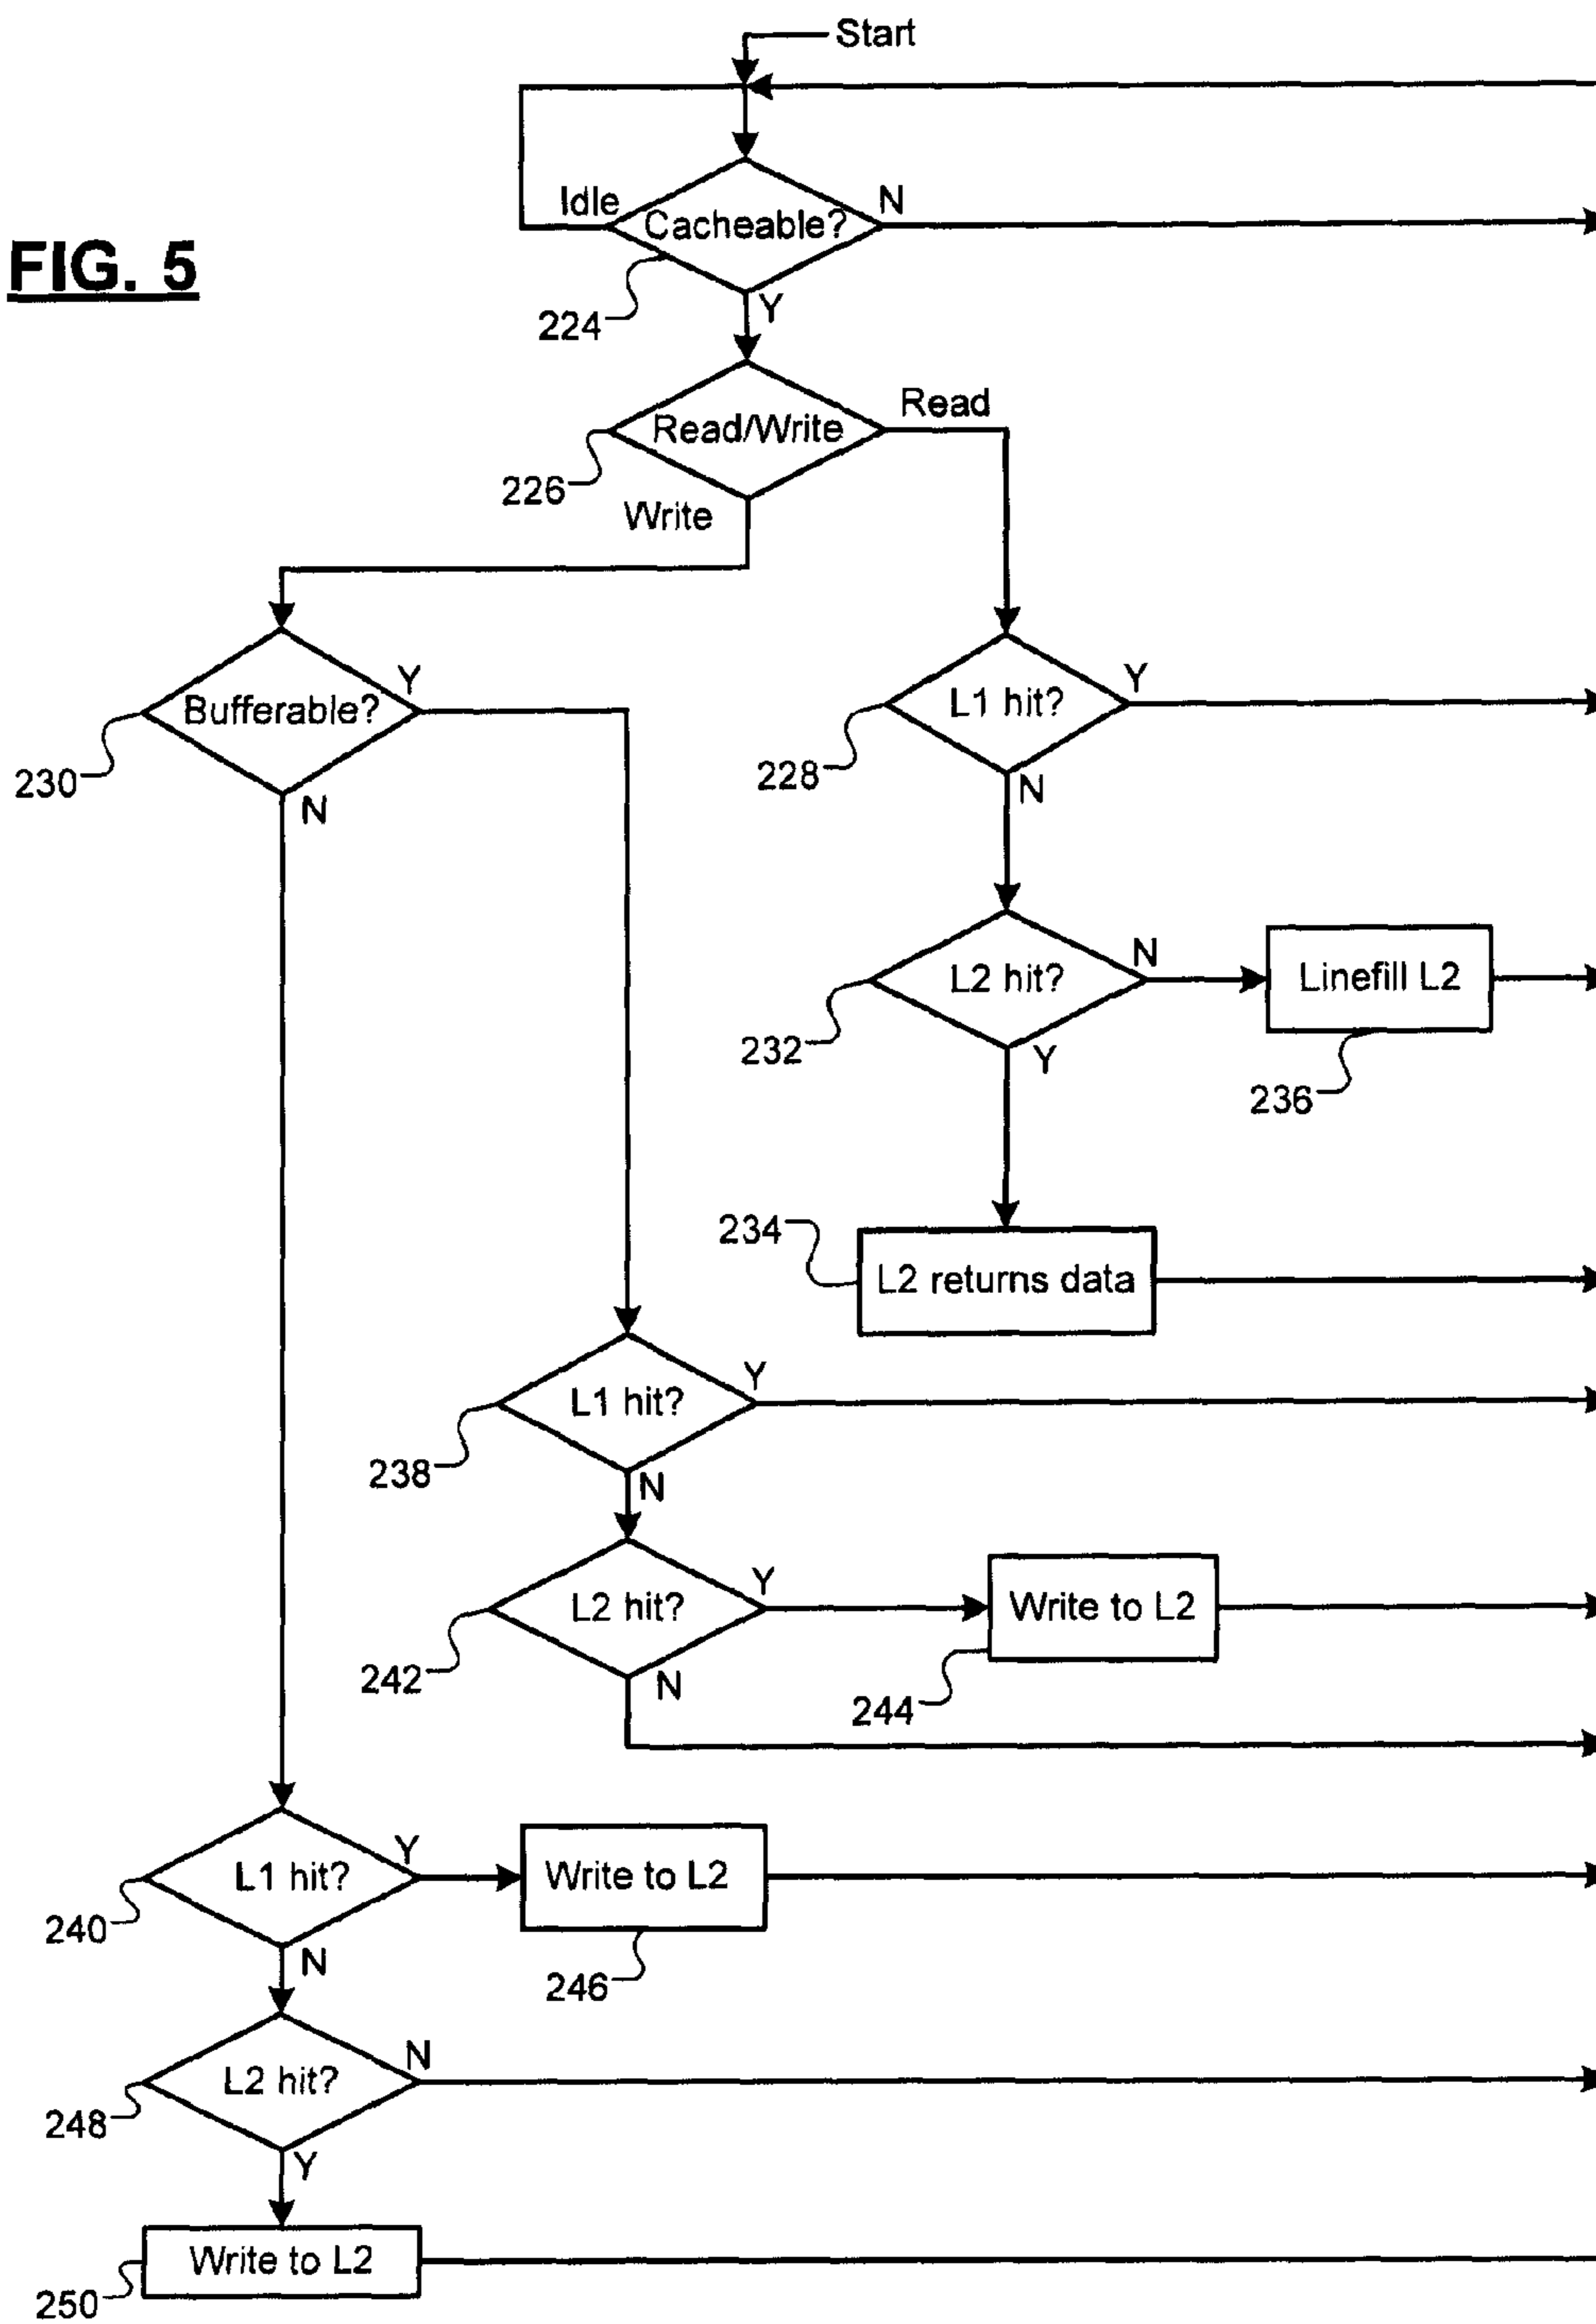 Start
Idle
Cacheable?
N
FIG. 5
224
Y
Read/Write
Read
226
Write
Bufferable?
Y
230
N
L1 hit?
Y
228
N
L2 hit?
N
Linefill L2
232
Y
236
234
L2 returns data
L1 hit?
Y
238
N
L2 hit?
Y
Write to L2
242
N
244
L1 hit?
Y
Write to L2
240
N
246
L2 hit?
N
248
Y
Write to L2
250